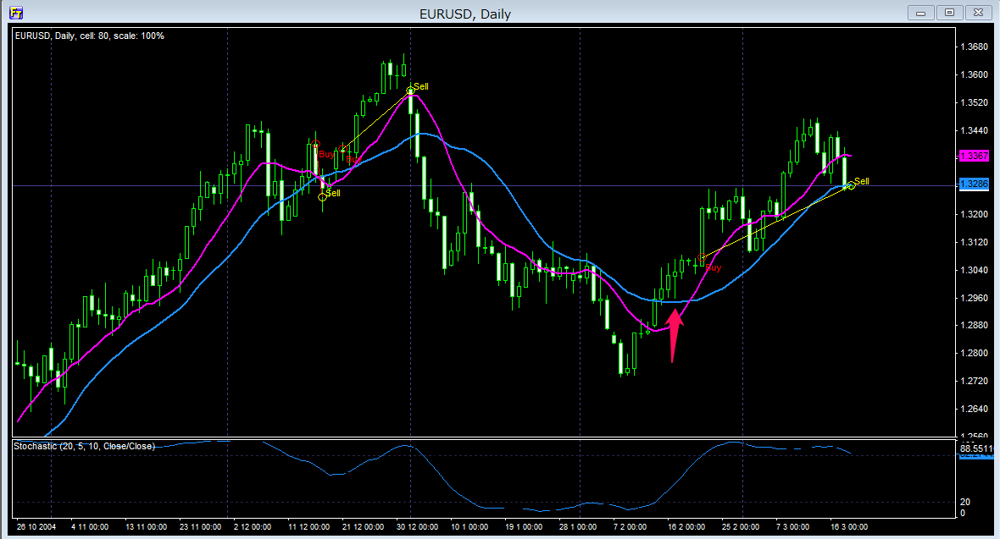 FT
EURUSD, Daily
EURUSD, Daily, cell: 80, scale: 100%
1.3680
1.3600
1.3520
1.3440
1.3367
1.3286
1.3200
1.3120
1.3040
1.2960
1.2880
1.2800
1.2720
1.2640
1.2560
Sell
Buy
Buy
Sell
Sell
Buy
Stochastic (20, 5, 10, Close/Close)
88.5511
20
0
26 10 2004
4 11 00:00
13 11 00:00
23 11 00:00
2 12 00:00
11 12 00:00
21 12 00:00
30 12 00:00
10 1 00:00
19 1 00:00
28 1 00:00
7 2 00:00
16 2 00:00
25 2 00:00
7 3 00:00
16 3 00:00